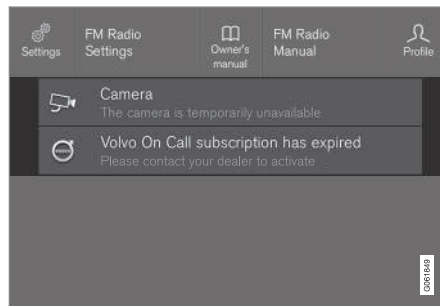 Settings
FM Radio
Settings
Owner's
manual
FM Radio
Manual
Profile
Camera
The camera is temporarily unavailable
Volvo On Call subscription has expired
Please contact your dealer to activate
G061849